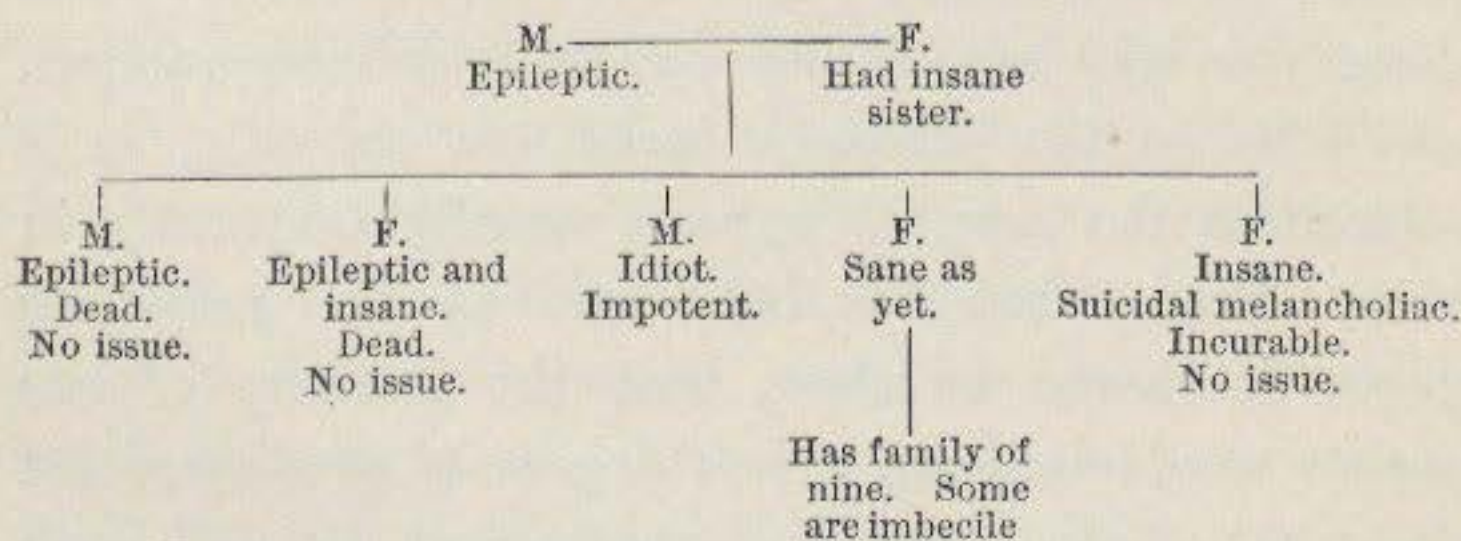 M. F.
Epileptic. Had insane
sister.
M. F. M. F. F.
Epileptic. Epileptic and Idiot. Sane as Insane.
Dead. insane. Impotent. yet. Suicidal melancholiac.
No issue. Dead. Incurable.
No issue. No issue.
Has family of
nine. Some
are imbecile